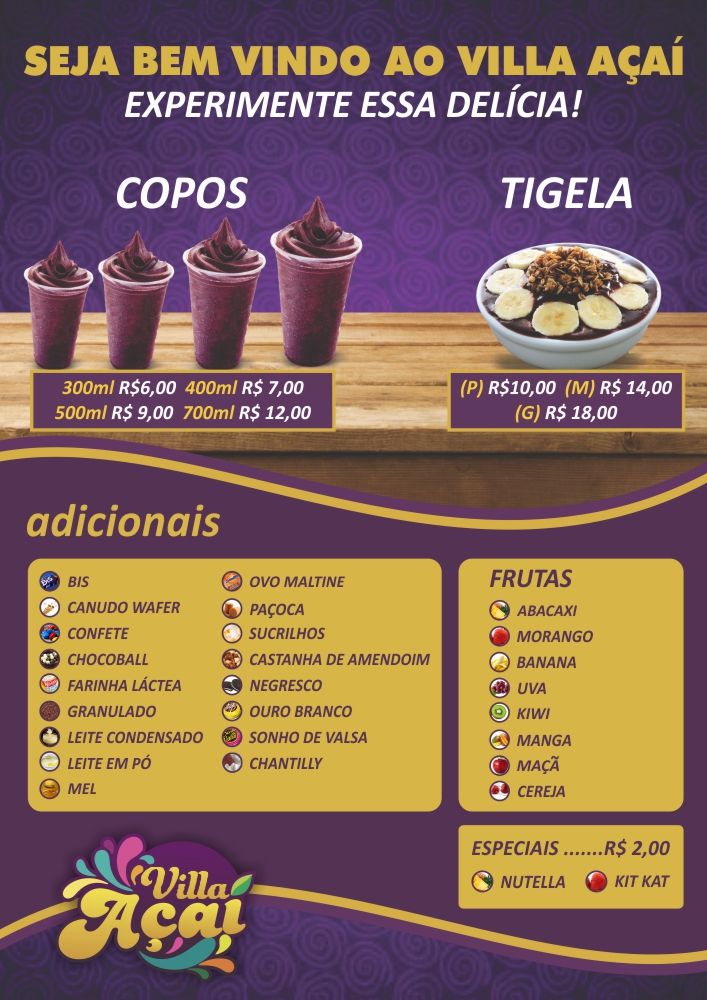 SEJA BEM VINDO AO VILLA AÇAÍ
EXPERIMENTE ESSA DELÍCIA!
COPOS
300ml R$6,00 400ml R$ 7,00
500ml R$ 9,00 700ml R$ 12,00
TIGELA
(P) R$10,00 (M) R$ 14,00
(G) R$ 18,00
adicionais
BIS
CANUDO WAFER
CONFETE
CHOCOBALL
FARINHA LÁCTEA
GRANULADO
LEITE CONDENSADO
LEITE EM PÓ
MEL
OVO MALTINE
PAÇOCA
SUCRILHOS
CASTANHA DE AMENDOIM
NEGRESCO
OURO BRANCO
SONHO DE VALSA
CHANTILLY
FRUTAS
ABACAXI
MORANGO
BANANA
UVA
KIWI
MANGA
MAÇÃ
CEREJA
ESPECIAIS .......R$ 2,00
NUTELLA
KIT KAT
Villa
Açaí